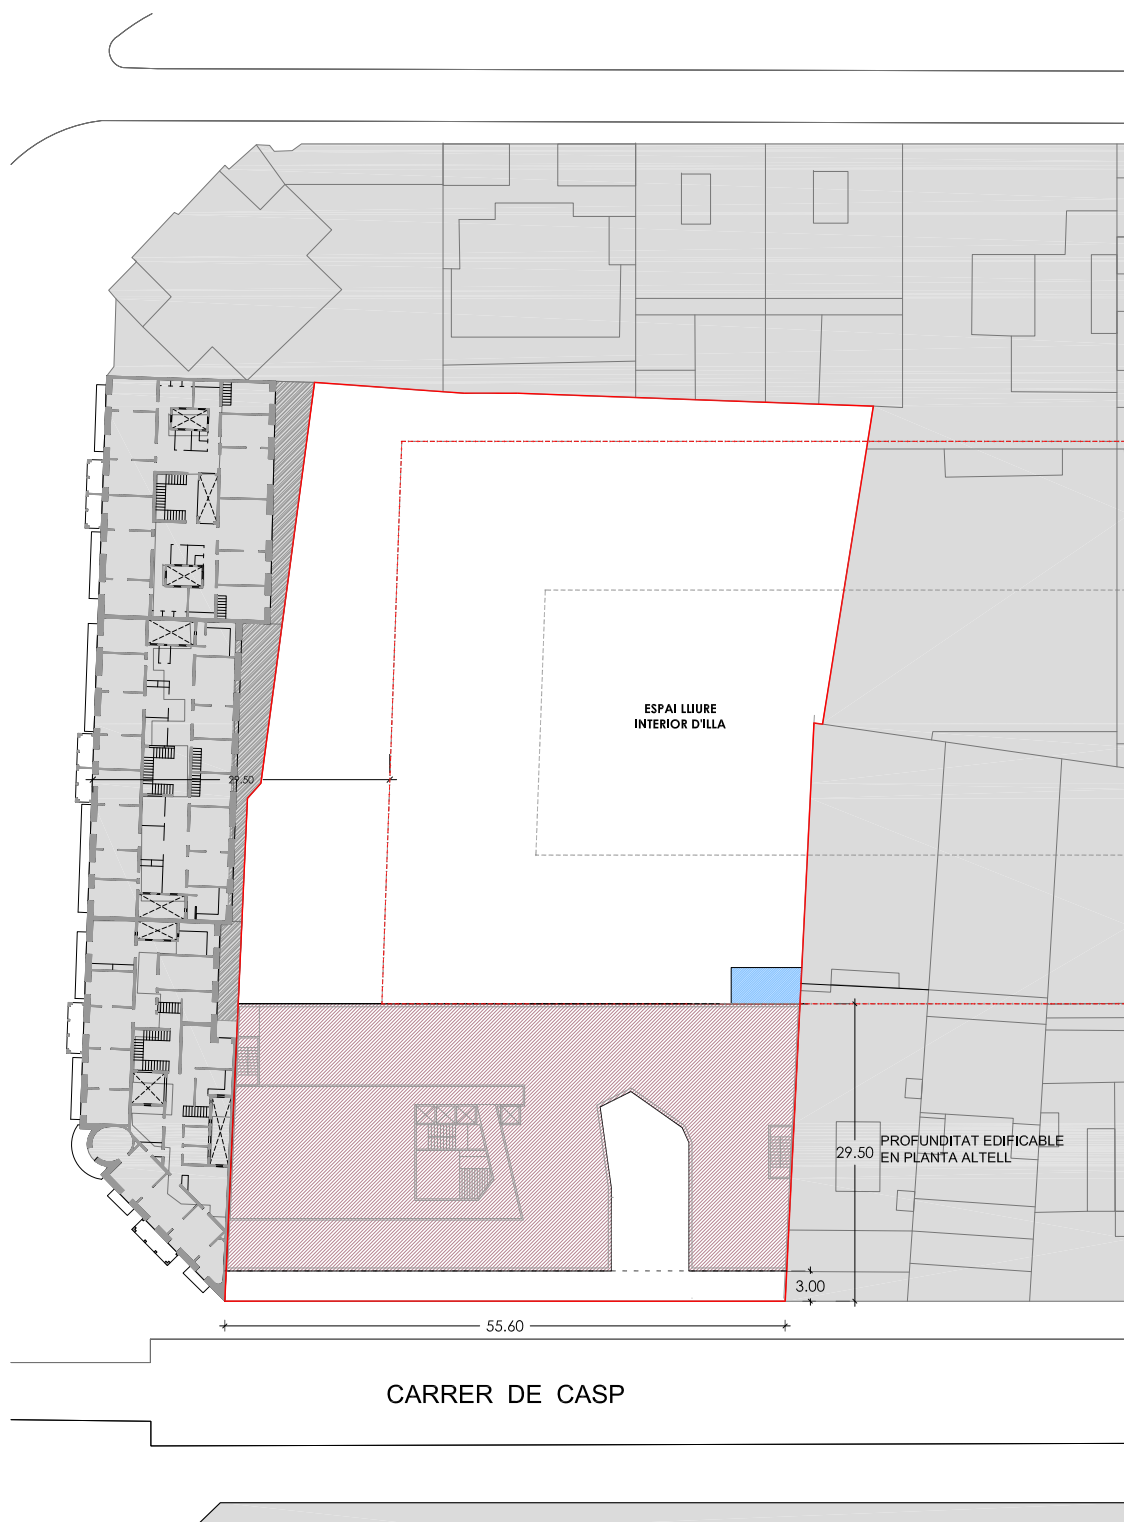 ESPAI LLIURE
INTERIOR D'ILLA
29.50
29.50
PROFUNDITAT EDIFICABLE
EN PLANTA ALTELL
3.00
55.60
CARRER DE CASP